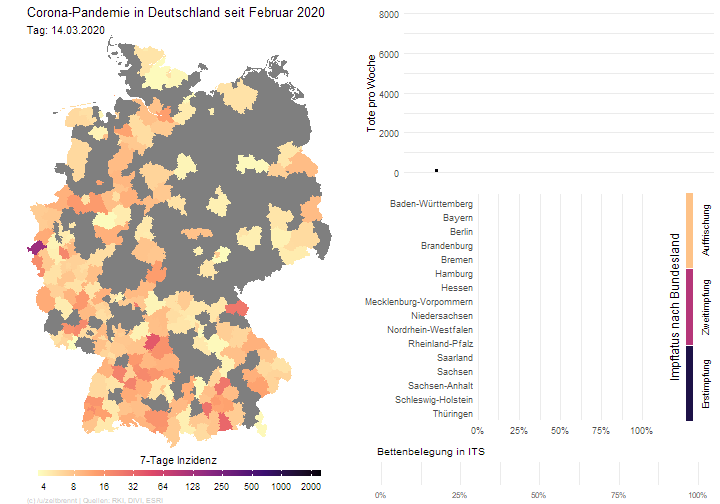 Corona-Pandemie in Deutschland seit Februar 2020
Tag: 14.03.2020
7-Tage Inzidenz
4 8 16 32 64 128 250 500 1000 2000
(c) /u/zeitbrennt | Quellen: RKI, DIVI, ESRI
Tote pro Woche
8000
6000
4000
2000
0
Baden-Württemberg
Bayern
Berlin
Brandenburg
Bremen
Hamburg
Hessen
Mecklenburg-Vorpommern
Niedersachsen
Nordrhein-Westfalen
Rheinland-Pfalz
Saarland
Sachsen
Sachsen-Anhalt
Schleswig-Holstein
Thüringen
0% 25% 50% 75% 100%
Impfstatus nach Bundesland
Auffrischung
Zweitimpfung
Erstimpfung
Bettenbelegung in ITS
0% 25% 50% 75% 100%